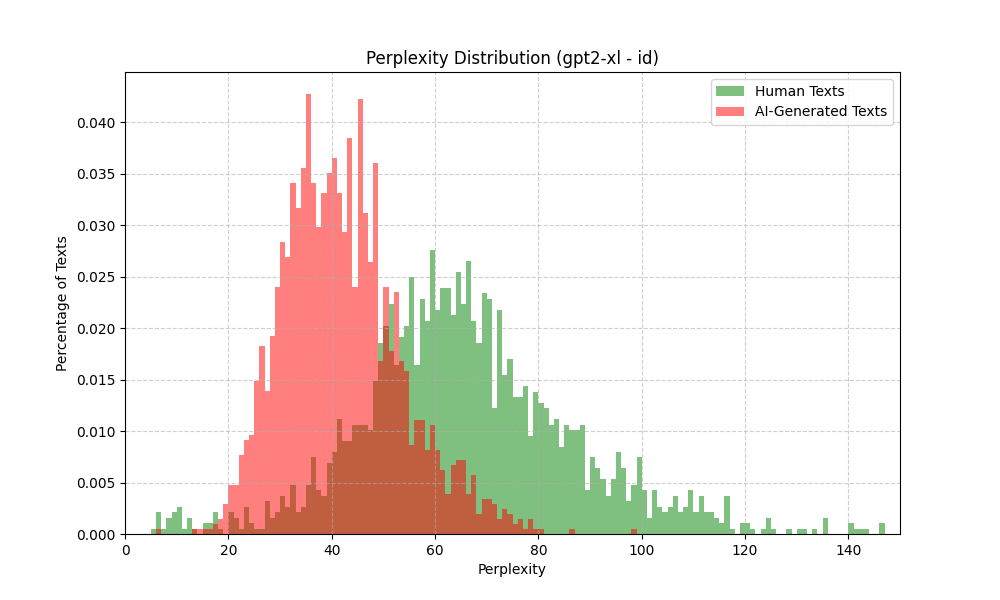 Perplexity Distribution (gpt2-xl - id)
Human Texts
AI-Generated Texts
Percentage of Texts
0.040
0.035
0.030
0.025
0.020
0.015
0.010
0.005
0.000
0 20 40 60 80 100 120 140
Perplexity